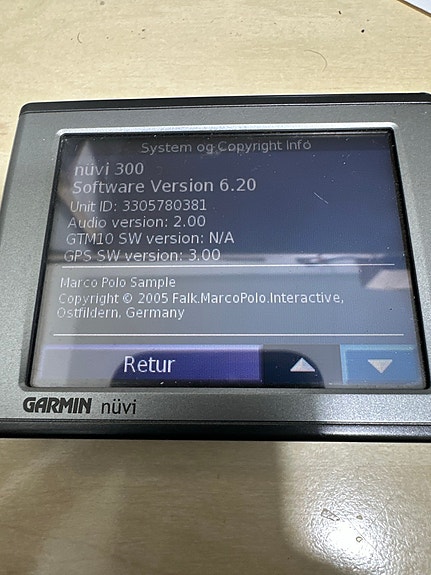 System og Copyright Info
nüvi 300
Software Version 6.20
Unit ID: 3305780381
Audio version: 2.00
GTM10 SW version: N/A
GPS SW version: 3.00
Marco Polo Sample
Copyright © 2005 Falk.MarcoPolo.Interactive,
Ostfildern, Germany
Retur
GARMIN nüvi